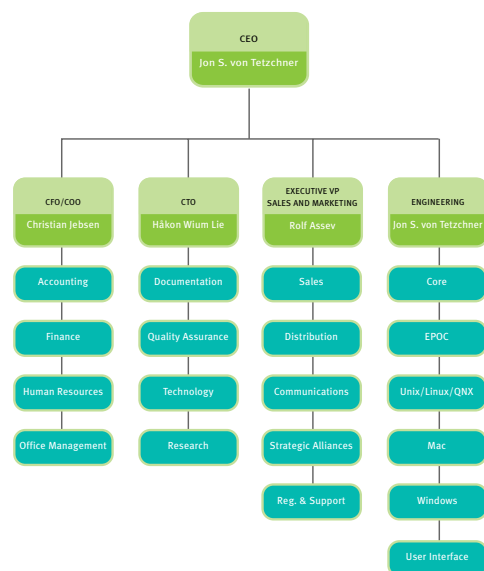 CEO
Jon S. von Tetzchner
CFO/COO
Christian Jebsen
Accounting
Finance
Human Resources
Office Management
CTO
Håkon Wium Lie
Documentation
Quality Assurance
Technology
Research
EXECUTIVE VP
SALES AND MARKETING
Rolf Assev
Sales
Distribution
Communications
Strategic Alliances
Reg. & Support
ENGINEERING
Jon S. von Tetzchner
Core
EPOC
Unix/Linux/QNX
Mac
Windows
User Interface